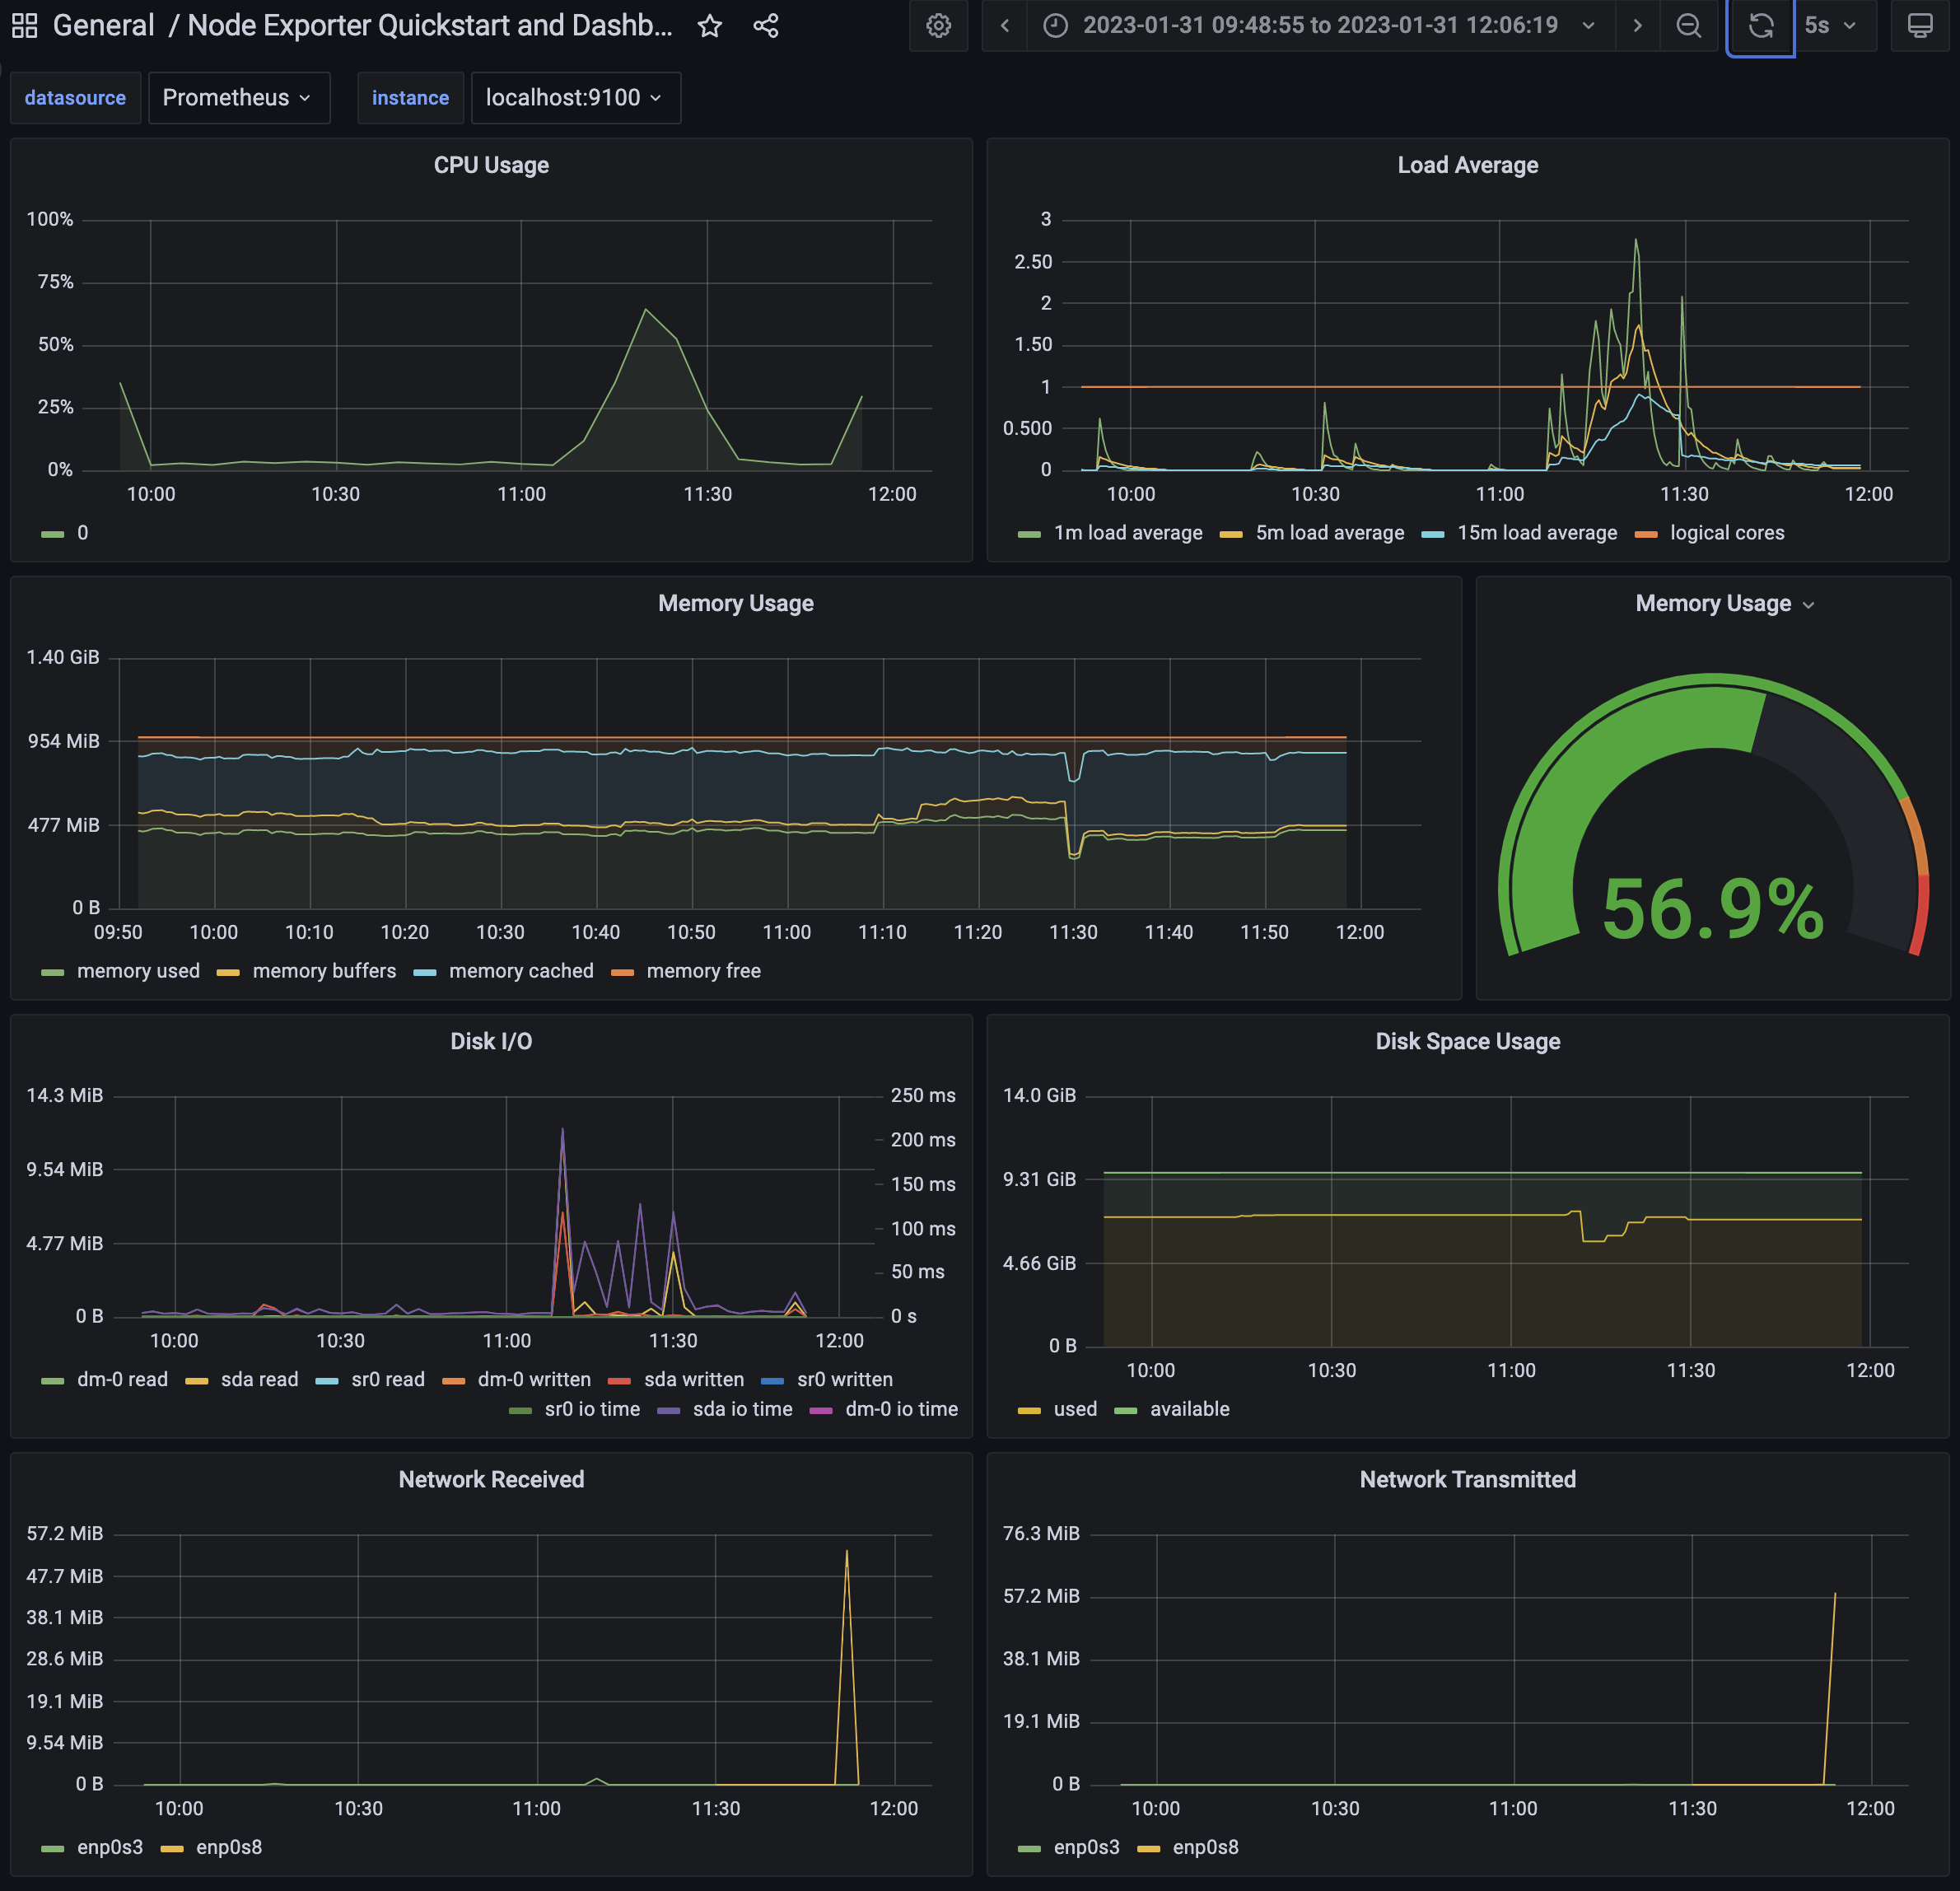 General / Node Exporter Quickstart and Dashb... 2023-01-31 09:48:55 to 2023-01-31 12:06:19 5s
datasource Prometheus instance localhost:9100
CPU Usage
100%
75%
50%
25%
0%
10:00 10:30 11:00 11:30 12:00
0
Load Average
3
2.50
2
1.50
1
0.500
0
10:00 10:30 11:00 11:30 12:00
1m load average 5m load average 15m load average logical cores
Memory Usage
1.40 GiB
954 MiB
477 MiB
0 B
09:50 10:00 10:10 10:20 10:30 10:40 10:50 11:00 11:10 11:20 11:30 11:40 11:50 12:00
memory used memory buffers memory cached memory free
Memory Usage
56.9%
Disk I/O
14.3 MiB
9.54 MiB
4.77 MiB
0 B
250 ms
200 ms
150 ms
100 ms
50 ms
0 s
10:00 10:30 11:00 11:30 12:00
dm-0 read sda read sr0 read dm-0 written sda written sr0 written
sr0 io time sda io time dm-0 io time
Disk Space Usage
14.0 GiB
9.31 GiB
4.66 GiB
0 B
10:00 10:30 11:00 11:30 12:00
used available
Network Received
57.2 MiB
47.7 MiB
38.1 MiB
28.6 MiB
19.1 MiB
9.54 MiB
0 B
10:00 10:30 11:00 11:30 12:00
enp0s3 enp0s8
Network Transmitted
76.3 MiB
57.2 MiB
38.1 MiB
19.1 MiB
0 B
10:00 10:30 11:00 11:30 12:00
enp0s3 enp0s8